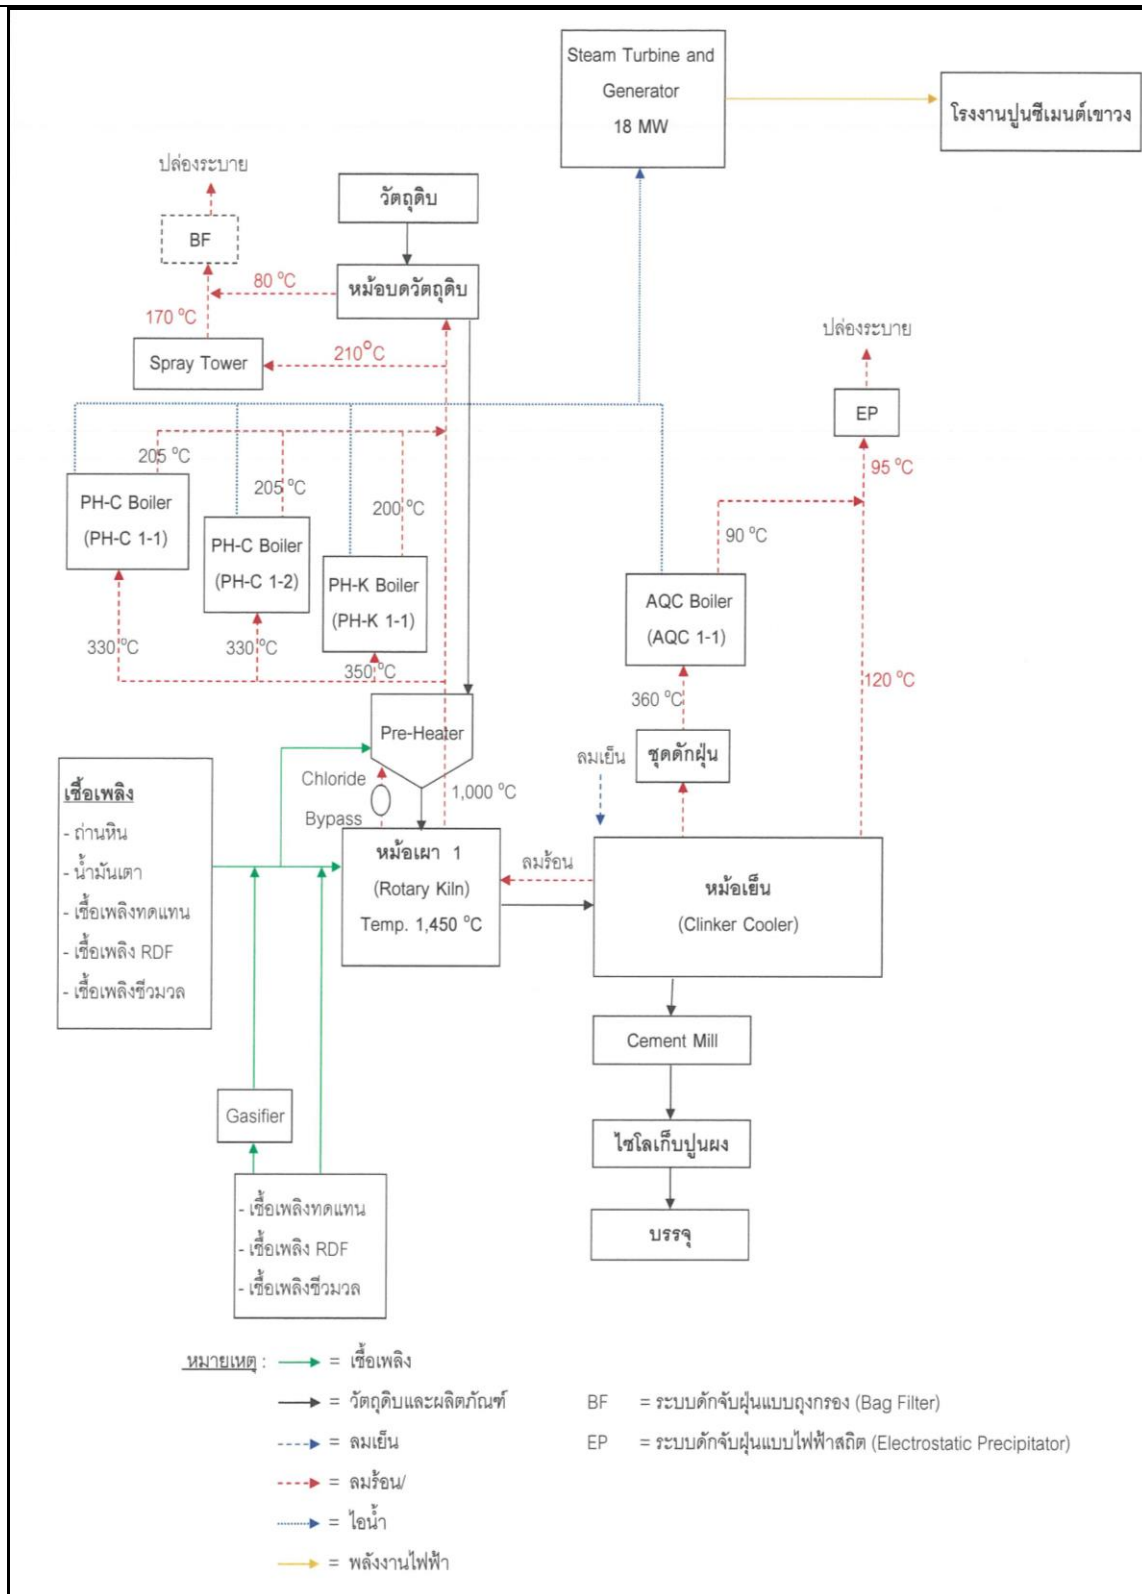 Steam Turbine and
Generator
18 MW
โรงงานปูนซีเมนต์เขาวง
ปล่องระบาย
BF
วัตถุดิบ
หม้อบดวัตถุดิบ
80 °C
170 °C
Spray Tower
210°C
ปล่องระบาย
EP
95 °C
205 °C
205 °C
200 °C
90 °C
PH-C Boiler
(PH-C 1-1)
PH-C Boiler
(PH-C 1-2)
PH-K Boiler
(PH-K 1-1)
AQC Boiler
(AQC 1-1)
330 °C
330 °C
350 °C
360 °C
120 °C
Pre-Heater
ชุดดักฝุ่น
ลมเย็น
Chloride
Bypass
1,000 °C
เชื้อเพลิง
- ถ่านหิน
- น้ำมันเตา
- เชื้อเพลิงทดแทน
- เชื้อเพลิง RDF
- เชื้อเพลิงชีวมวล
หม้อเผา 1
(Rotary Kiln)
Temp. 1,450 °C
ลมร้อน
หม้อเย็น
(Clinker Cooler)
Cement Mill
Gasifier
ไซโลเก็บปูนผง
บรรจุ
- เชื้อเพลิงทดแทน
- เชื้อเพลิง RDF
- เชื้อเพลิงชีวมวล
หมายเหตุ : = เชื้อเพลิง
= วัตถุดิบและผลิตภัณฑ์
BF = ระบบดักจับฝุ่นแบบถุงกรอง (Bag Filter)
= ลมเย็น
EP = ระบบดักจับฝุ่นแบบไฟฟ้าสถิต (Electrostatic Precipitator)
= ลมร้อน/
= ไอน้ำ
= พลังงานไฟฟ้า